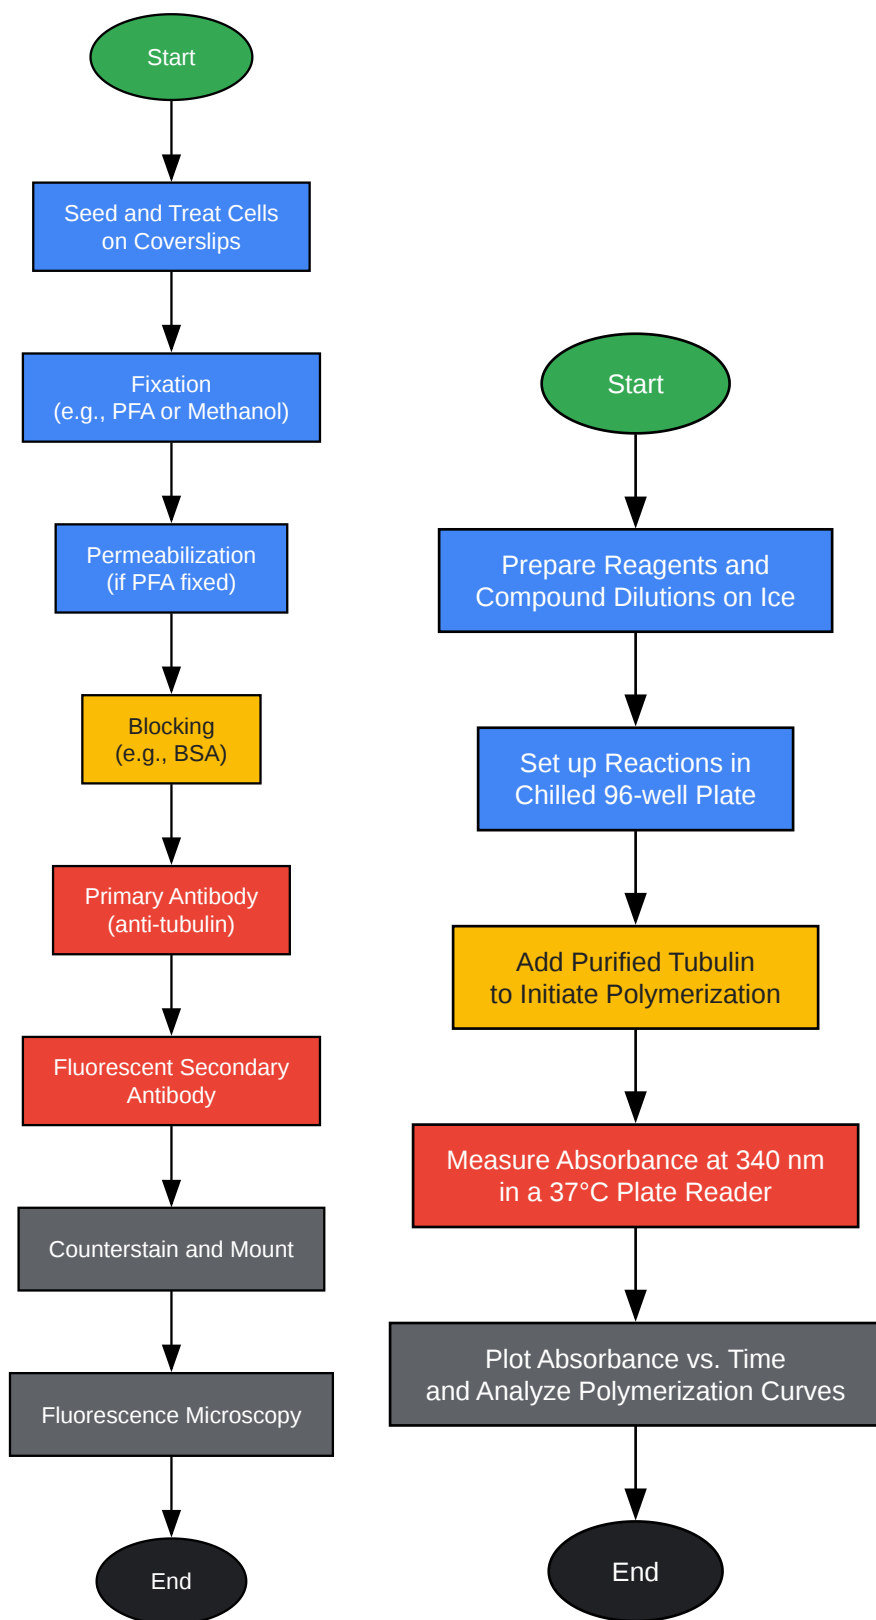 Start
Seed and Treat Cells
on Coverslips
Fixation
(e.g., PFA or Methanol)
Permeabilization
(if PFA fixed)
Blocking
(e.g., BSA)
Primary Antibody
(anti-tubulin)
Fluorescent Secondary
Antibody
Counterstain and Mount
Fluorescence Microscopy
End
Start
Prepare Reagents and
Compound Dilutions on Ice
Set up Reactions in
Chilled 96-well Plate
Add Purified Tubulin
to Initiate Polymerization
Measure Absorbance at 340 nm
in a 37°C Plate Reader
Plot Absorbance vs. Time
and Analyze Polymerization Curves
End